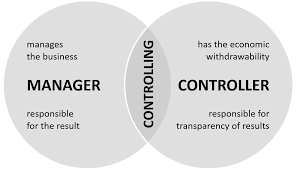 manages
the business
MANAGER
responsible
for the result
CONTROLLING
has the economic
withdrawability
CONTROLLER
responsible for
transparency of results